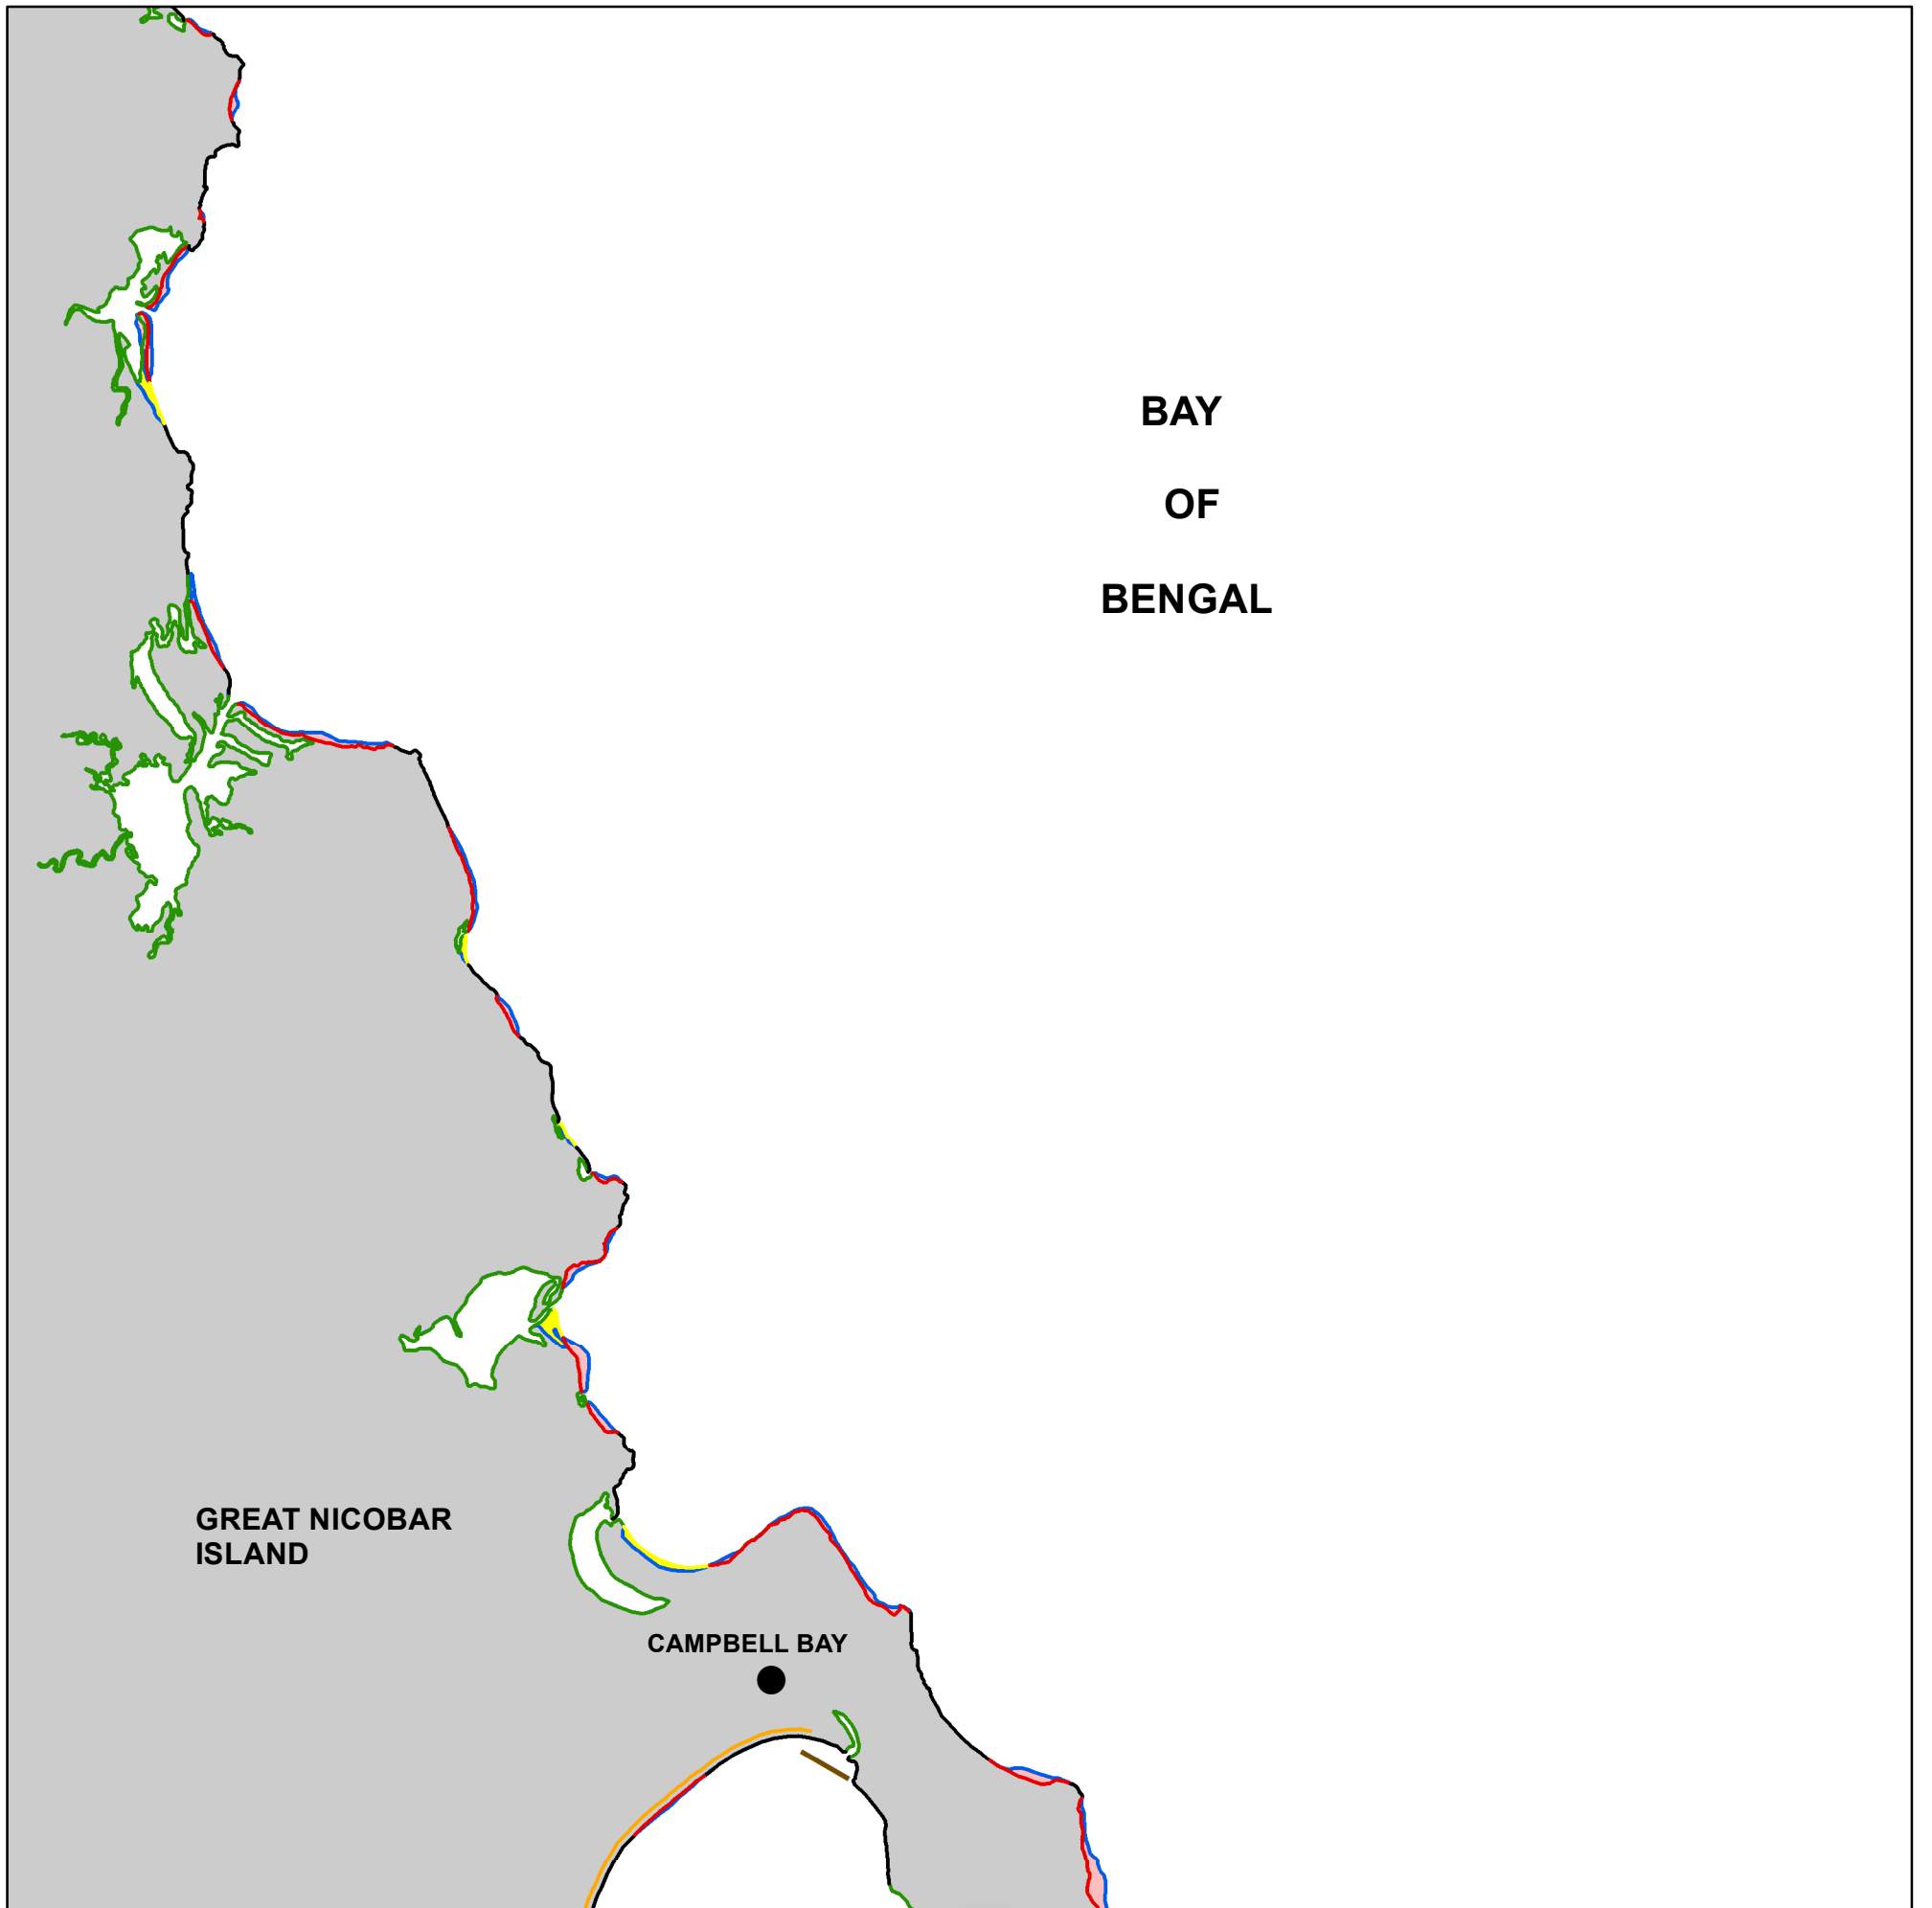 BAY
OF
BENGAL
GREAT NICOBAR
ISLAND
CAMPBELL BAY